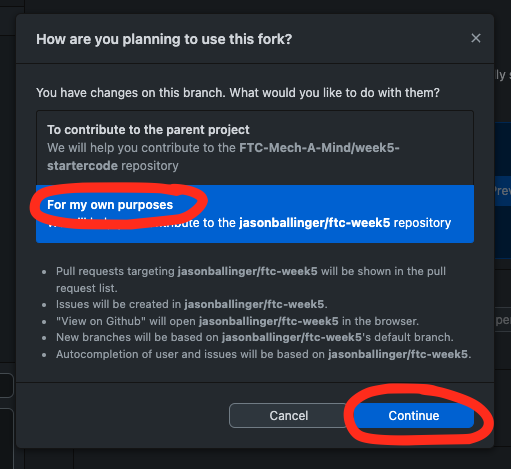 How are you planning to use this fork?
You have changes on this branch. What would you like to do with them?
To contribute to the parent project
We will help you contribute to the FTC-Mech-A-Mind/week5-
startercode repository
For my own purposes
to the jasonballinger/ftc-week5 repository
• Pull requests targeting jasonballinger/ftc-week5 will be shown in the pull
request list.
• Issues will be created in jasonballinger/ftc-week5.
• "View on Github" will open jasonballinger/ftc-week5 in the browser.
• New branches will be based on jasonballinger/ftc-week5's default branch.
• Autocompletion of user and issues will be based on jasonballinger/ftc-week5.
Cancel
Continue